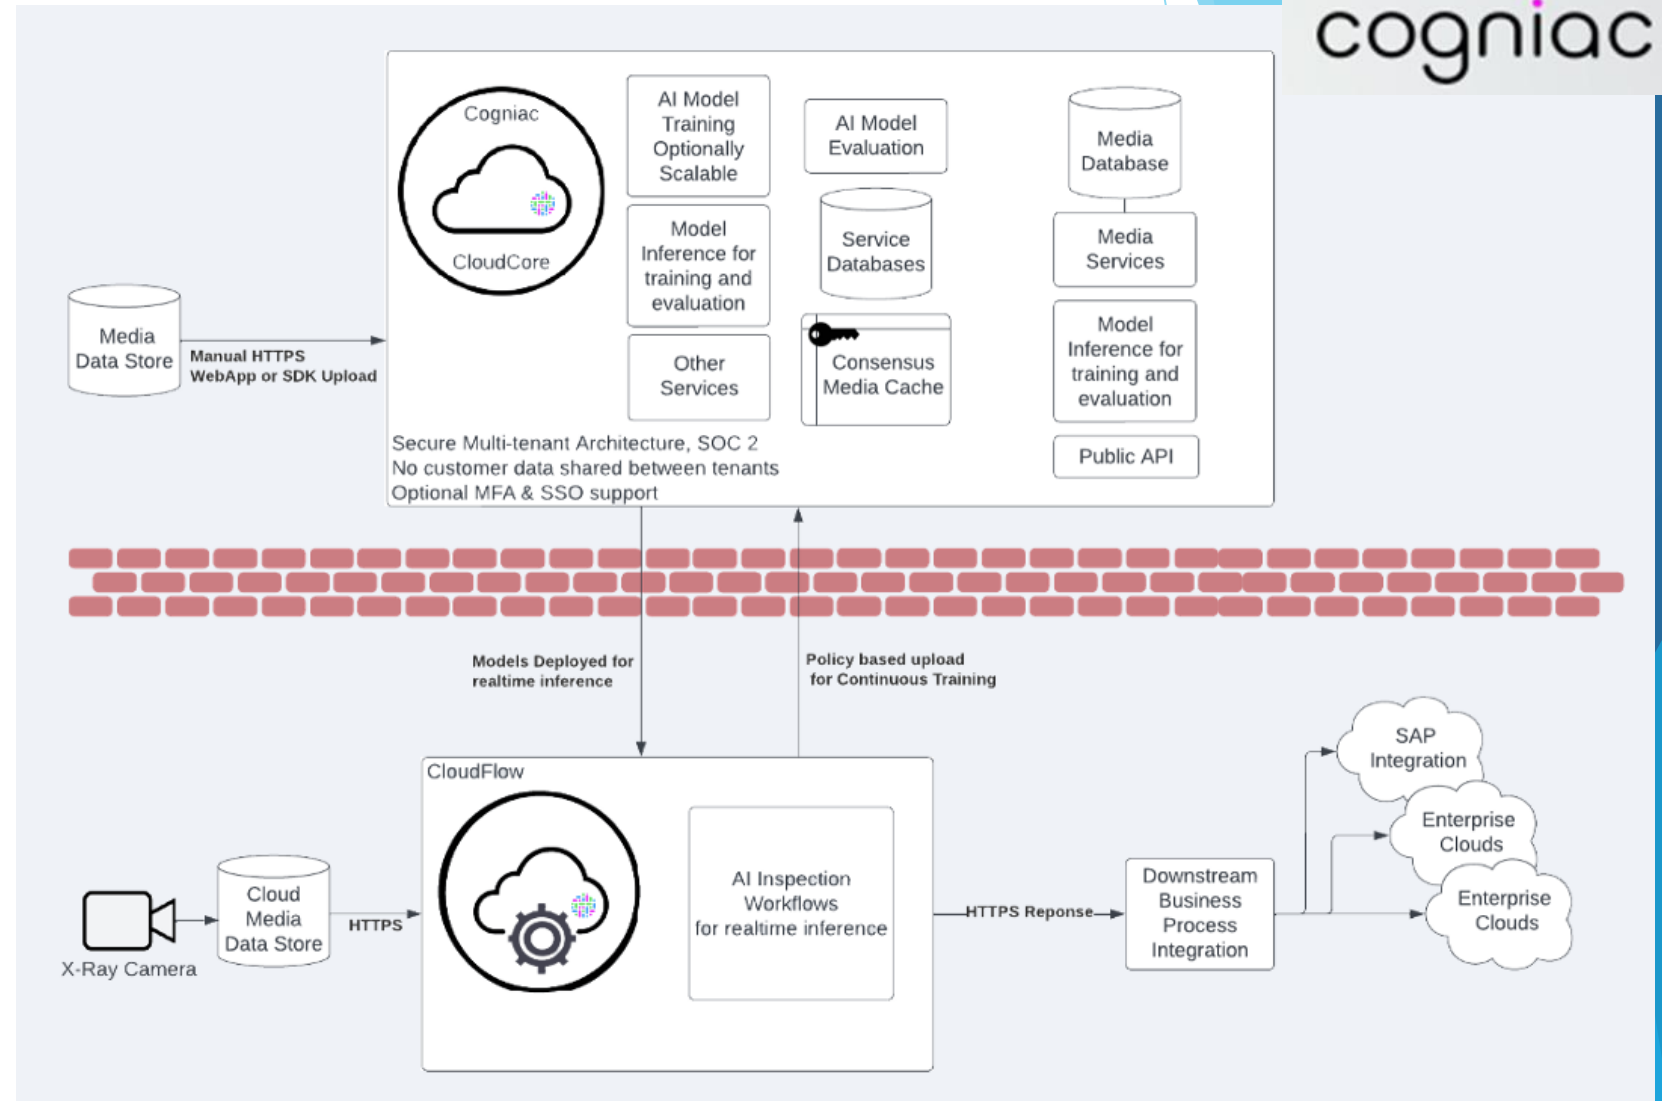 cogniac
Cogniac
CloudCore
AI Model
Training
Optionally
Scalable
AI Model
Evaluation
Media
Database
Model
Inference for
training and
evaluation
Service
Databases
Media
Services
Other
Services
Consensus
Media Cache
Model
Inference for
training and
evaluation
Public API
Secure Multi-tenant Architecture, SOC 2
No customer data shared between tenants
Optional MFA & SSO support
Media
Data Store
Manual HTTPS
WebApp or SDK Upload
Models Deployed for
realtime inference
Policy based upload
for Continuous Training
CloudFlow
AI Inspection
Workflows
for realtime inference
X-Ray Camera
Cloud
Media
Data Store
HTTPS
HTTPS Reponse
Downstream
Business
Process
Integration
SAP
Integration
Enterprise
Clouds
Enterprise
Clouds